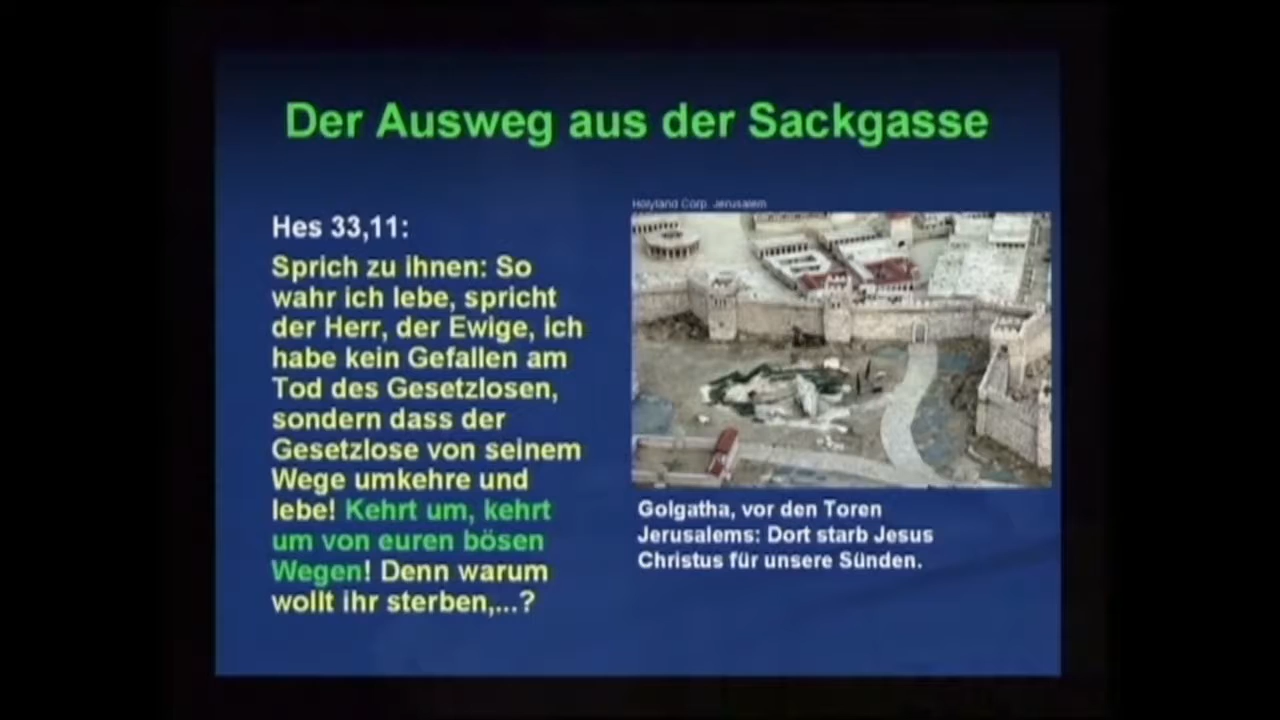 Der Ausweg aus der Sackgasse
Hes 33,11:
Sprich zu ihnen: So
wahr ich lebe, spricht
der Herr, der Ewige, ich
habe kein Gefallen am
Tod des Gesetzlosen,
sondern dass der
Gesetzlose von seinem
Wege umkehre und
lebe! Kehrt um, kehrt
um von euren bösen
Wegen! Denn warum
wollt ihr sterben,...?
Holyland Corp. Jerusalem
Golgatha, vor den Toren
Jerusalems: Dort starb Jesus
Christus für unsere Sünden.